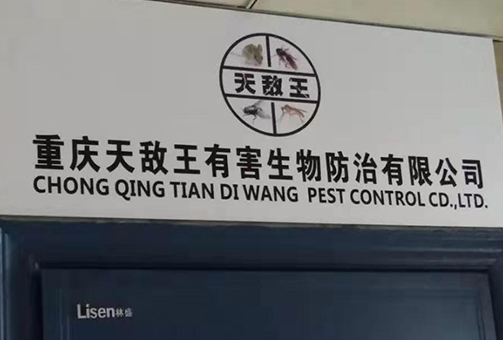 天敌王
重庆天敌王有害生物防治有限公司
CHONG QING TIAN DI WANG PEST CONTROL CD.,LTD.
Lisen林盛